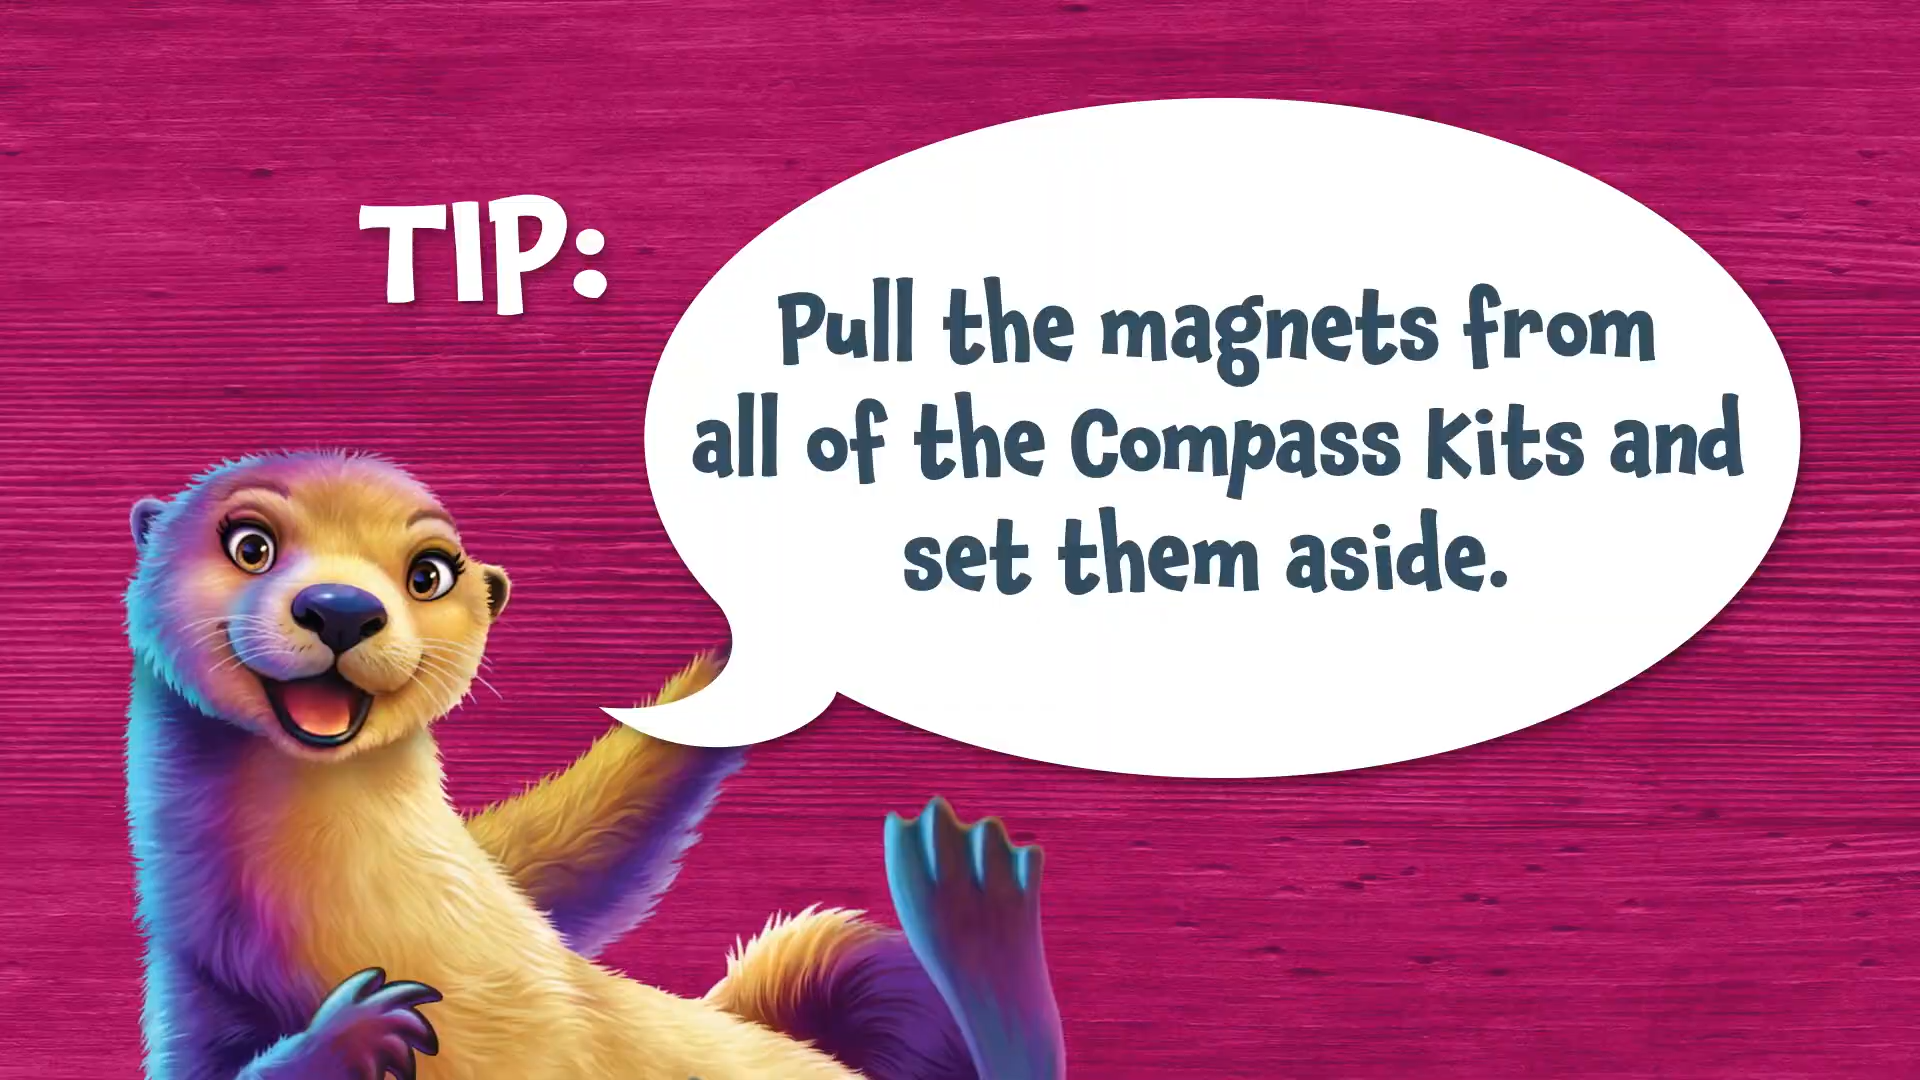 TIP:
Pull the magnets from
all of the Compass Kits and
set them aside.